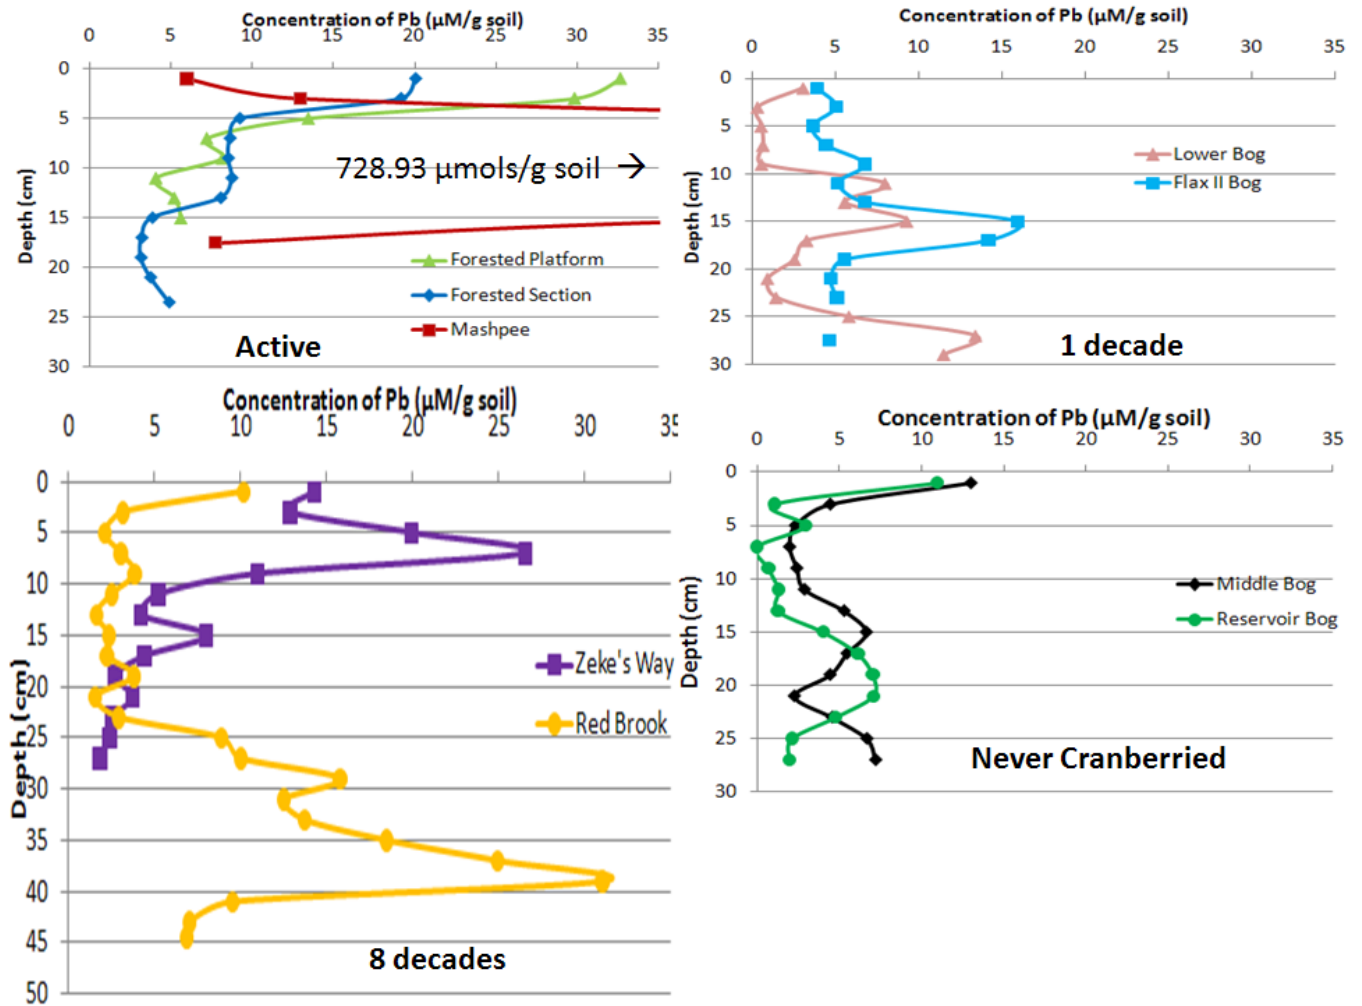 Concentration of Pb (µM/g soil)
0 5 10 15 20 25 30 35
0
5
10
15
20
25
30
Depth (cm)
728.93 µmols/g soil →
Forested Platform
Forested Section
Mashpee
Active
Concentration of Pb (µM/g soil)
0 5 10 15 20 25 30 35
0
5
10
15
20
25
30
Depth (cm)
Lower Bog
Flax II Bog
1 decade
Concentration of Pb (µM/g soil)
0 5 10 15 20 25 30 35
0
5
10
15
20
25
30
35
40
45
50
Depth (cm)
Zeke's Way
Red Brook
8 decades
Concentration of Pb (µM/g soil)
0 5 10 15 20 25 30 35
0
5
10
15
20
25
30
Depth (cm)
Middle Bog
Reservoir Bog
Never Cranberried